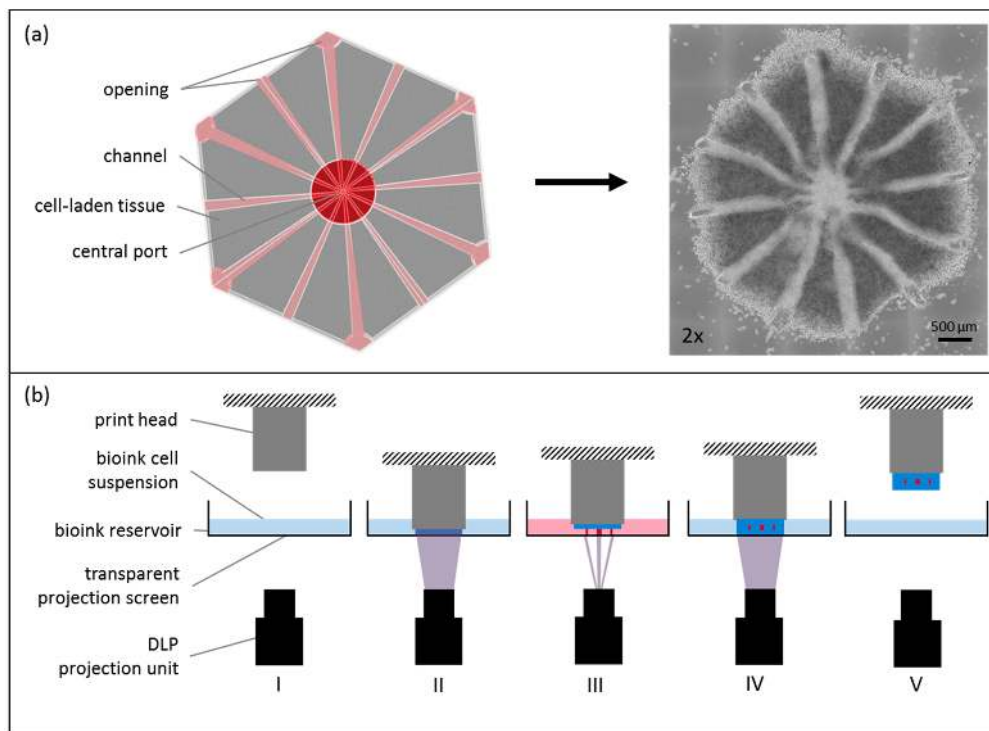 (a)
opening
channel
cell-laden tissue
central port
2x
500 µm
(b)
print head
bioink cell
suspension
bioink reservoir
transparent
projection screen
DLP
projection unit
I
II
III
IV
V